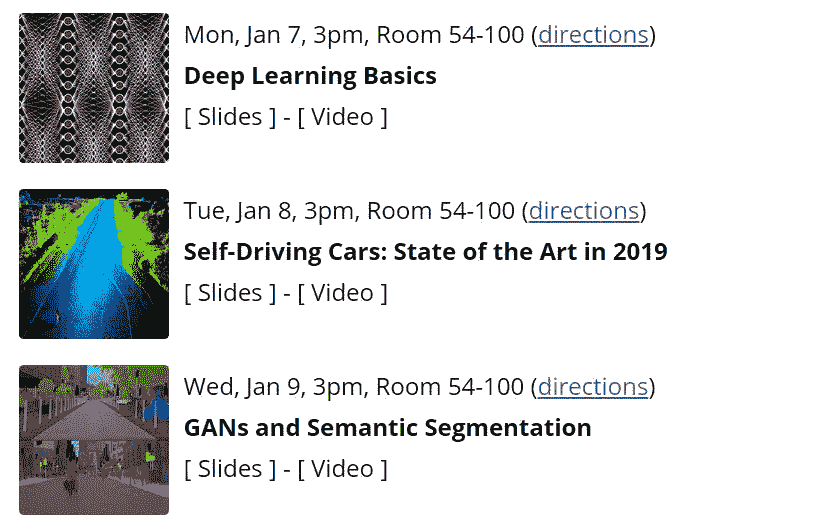 Mon, Jan 7, 3pm, Room 54-100 (directions)
Deep Learning Basics
[ Slides ] - [ Video ]
Tue, Jan 8, 3pm, Room 54-100 (directions)
Self-Driving Cars: State of the Art in 2019
[ Slides ] - [ Video ]
Wed, Jan 9, 3pm, Room 54-100 (directions)
GANs and Semantic Segmentation
[ Slides ] - [ Video ]